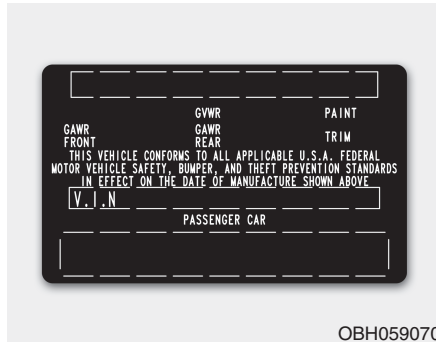 GVWR PAINT
GAWR FRONT GAWR REAR TRIM
THIS VEHICLE CONFORMS TO ALL APPLICABLE U.S.A. FEDERAL
MOTOR VEHICLE SAFETY, BUMPER, AND THEFT PREVENTION STANDARDS
IN EFFECT ON THE DATE OF MANUFACTURE SHOWN ABOVE
V.I.N
PASSENGER CAR
OBH059070